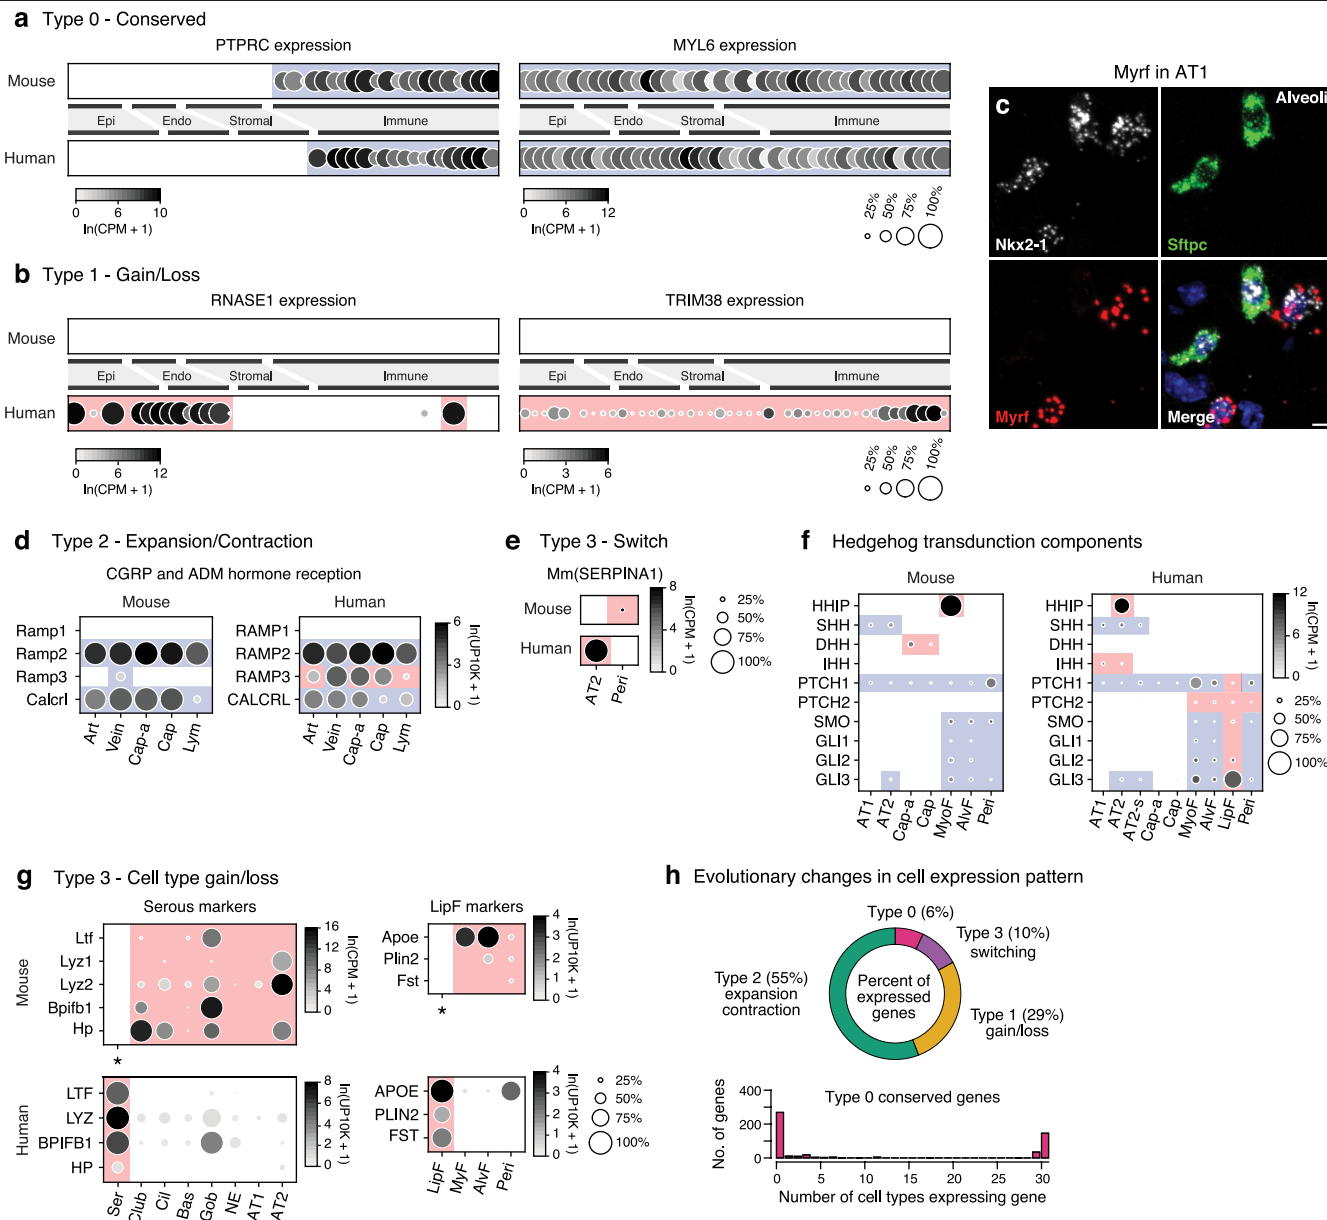 a Type 0 - Conserved
PTPRC expression
MYL6 expression
Mouse
Epi Endo Stromal Immune
Epi Endo Stromal Immune
Human
0 6 12
ln(CPM + 1)
0 6 10
ln(CPM + 1)
25% 50% 75% 100%
b Type 1 - Gain/Loss
RNASE1 expression
TRIM38 expression
Mouse
Epi Endo Stromal Immune
Epi Endo Stromal Immune
Human
0 6 12
ln(CPM + 1)
0 3 6
ln(CPM + 1)
25% 50% 75% 100%
Myrf in AT1
c
Alveoli
Nkx2-1
Sftpc
Myrf
Merge
d Type 2 - Expansion/Contraction
CGRP and ADM hormone reception
Mouse
Human
Ramp1
Ramp2
Ramp3
Calcrl
Art Vein Cap-a Cap Lym
RAMP1
RAMP2
RAMP3
CALCRL
Art Vein Cap-a Cap Lym
6
3
0
ln(UP10K + 1)
e Type 3 - Switch
Mm(SERPINA1)
Mouse
Human
AT2 Peri
8
4
0
ln(CPM + 1)
25%
50%
75%
100%
f Hedgehog transduction components
Mouse
Human
HHIP
SHH
DHH
IHH
PTCH1
PTCH2
SMO
GLI1
GLI2
GLI3
AT1 AT2 Cap-a Cap MyoF AlvF Peri
HHIP
SHH
DHH
IHH
PTCH1
PTCH2
SMO
GLI1
GLI2
GLI3
AT1 AT2 AT2-s Cap-a Cap MyoF AlvF LipF Peri
12
6
0
ln(CPM + 1)
25%
50%
75%
100%
g Type 3 - Cell type gain/loss
Serous markers
LipF markers
Mouse
Ltf
Lyz1
Lyz2
Bpifb1
Hp
*
16
12
8
4
0
ln(CPM + 1)
Apoe
Plin2
Fst
*
4
3
2
1
0
ln(UP10K + 1)
Human
LTF
LYZ
BPIFB1
HP
Ser Club Cil Bas Gob NE AT1 AT2
8
6
4
2
0
ln(UP10K + 1)
APOE
PLIN2
FST
LipF MyF AlvF Peri
4
3
2
1
0
ln(UP10K + 1)
25%
50%
75%
100%
h Evolutionary changes in cell expression pattern
Type 0 (6%)
Type 3 (10%)
switching
Type 2 (55%)
expansion
contraction
Percent of
expressed
genes
Type 1 (29%)
gain/loss
Type 0 conserved genes
No. of genes
400
200
0
0 5 10 15 20 25 30
Number of cell types expressing gene